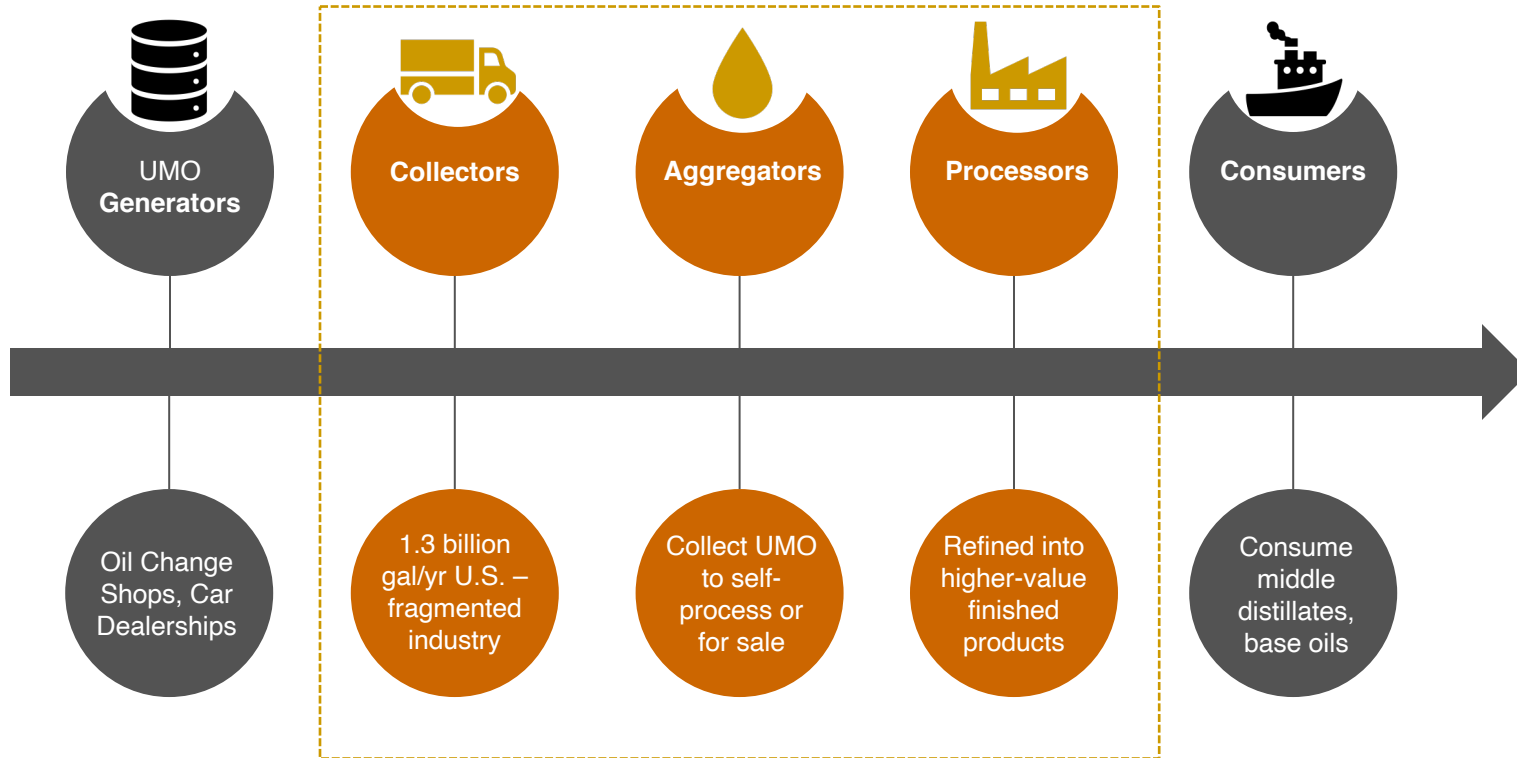 UMO
Generators
Collectors
Aggregators
Processors
Consumers
Oil Change
Shops, Car
Dealerships
1.3 billion
gal/yr U.S. –
fragmented
industry
Collect UMO
to self-
process or
for sale
Refined into
higher-value
finished
products
Consume
middle
distillates,
base oils